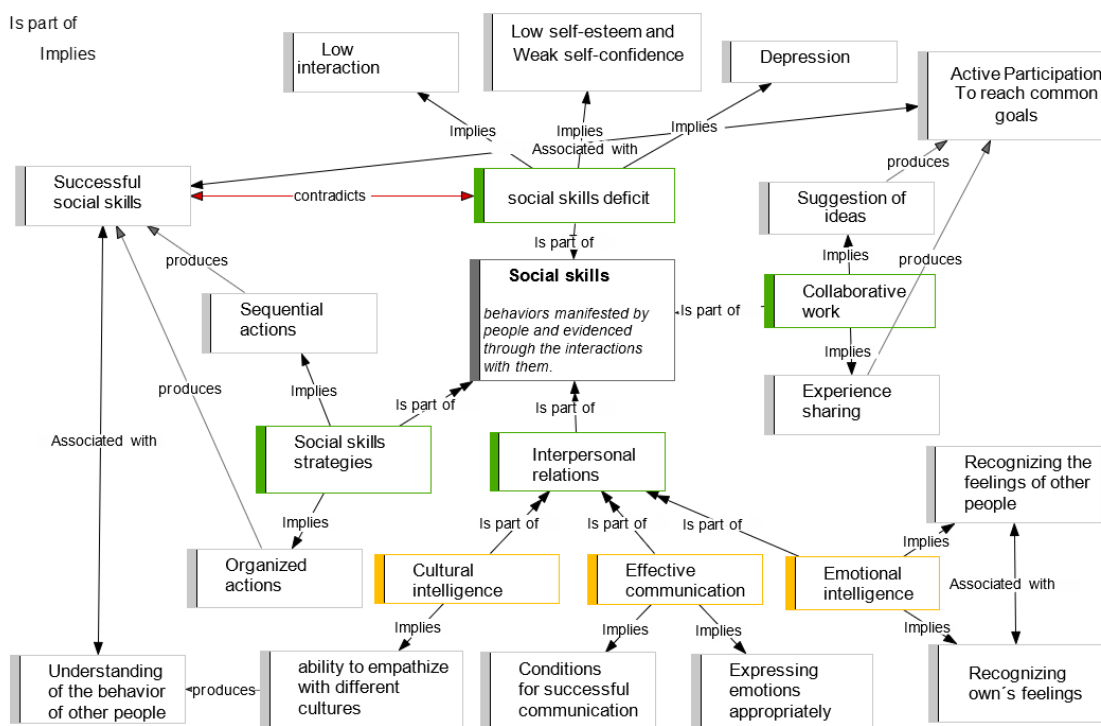 Is part of
Implies
Low
interaction
Low self-esteem and
Weak self-confidence
Depression
Active Participation
To reach common
goals
Implies
Implies
Implies
Associated with
produces
Successful
social skills
contradicts
social skills deficit
Suggestion of
ideas
Is part of
produces
Implies
produces
Social skills
behaviors manifested by
people and evidenced
through the interactions
with them.
Is part of
Collaborative
work
Sequential
actions
Implies
produces
Implies
Is part of
Is part of
Experience
sharing
Associated with
Social skills
strategies
Interpersonal
relations
Recognizing the
feelings of other
people
Implies
Is part of
Is part of
Is part of
Implies
Organized
actions
Cultural
intelligence
Effective
communication
Emotional
intelligence
Associated with
Implies
Implies
Implies
Implies
Understanding
of the behavior
of other people
produces
ability to empathize
with different
cultures
Conditions
for successful
communication
Expressing
emotions
appropriately
Recognizing
own´s feelings